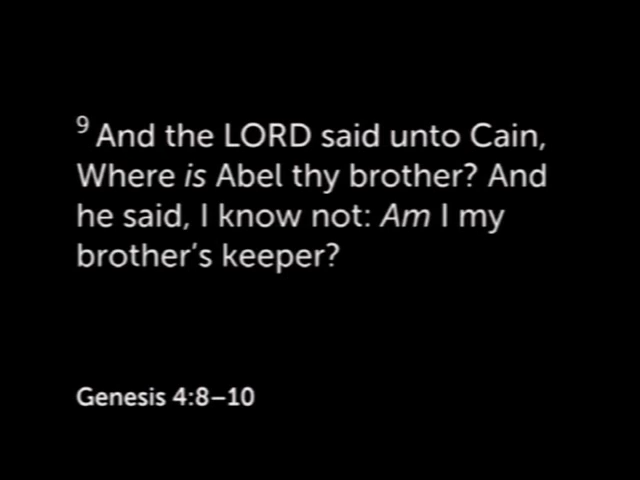 9 And the LORD said unto Cain,
Where is Abel thy brother? And
he said, I know not: Am I my
brother’s keeper?
Genesis 4:8–10